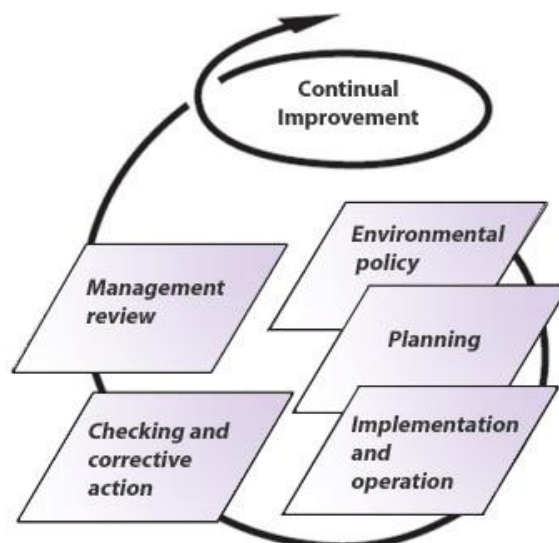 Continual
Improvement
Environmental
policy
Management
review
Planning
Checking and
corrective
action
Implementation
and
operation